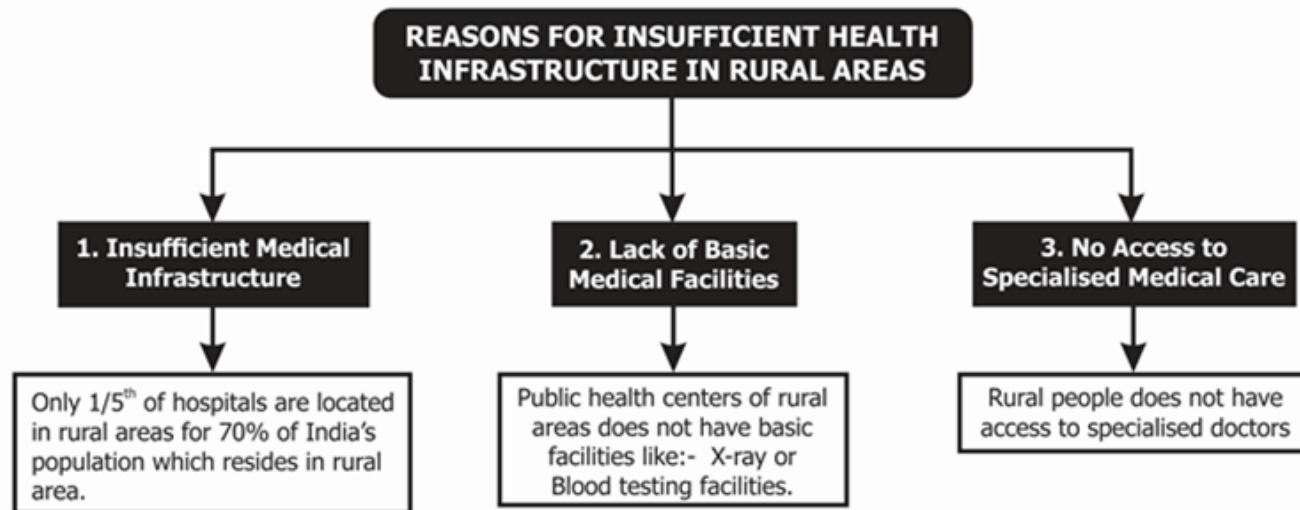 REASONS FOR INSUFFICIENT HEALTH
INFRASTRUCTURE IN RURAL AREAS
1. Insufficient Medical
Infrastructure
Only 1/5th of hospitals are located
in rural areas for 70% of India's
population which resides in rural
area.
2. Lack of Basic
Medical Facilities
Public health centers of rural
areas does not have basic
facilities like:- X-ray or
Blood testing facilities.
3. No Access to
Specialised Medical Care
Rural people does not have
access to specialised doctors